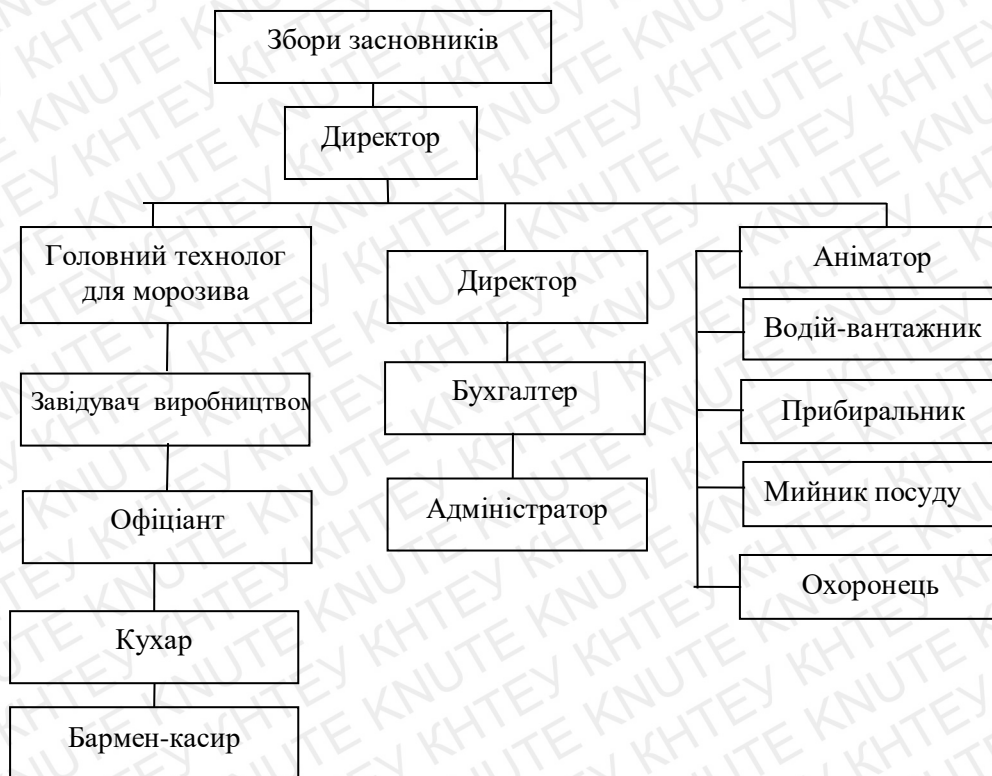 Збори засновників
Директор
Головний технолог
для морозива
Завідувач виробництвом
Офіціант
Кухар
Бармен-касир
Директор
Бухгалтер
Адміністратор
Аніматор
Водій-вантажник
Прибиральник
Мийник посуду
Охоронець